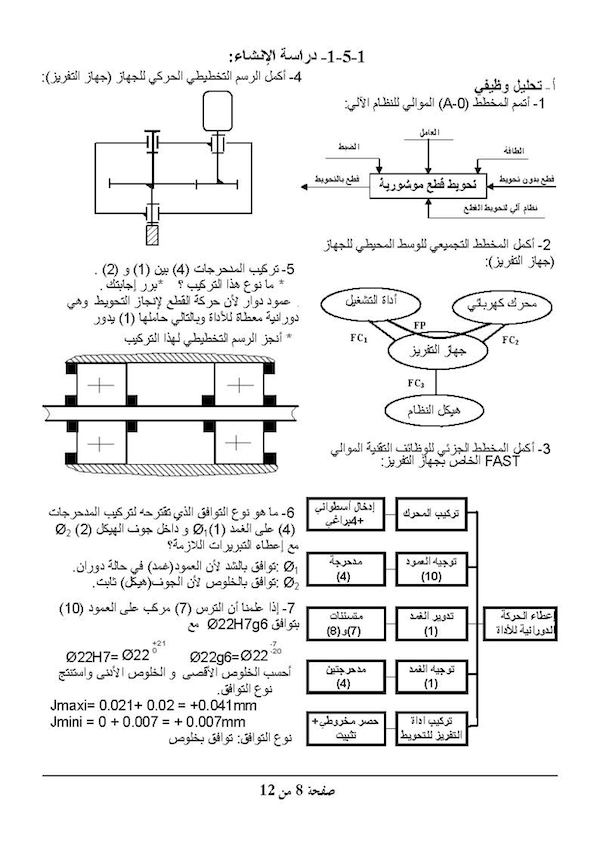 1-5-1- دراسة الإنشاء:
أ- تحليل وظيفي
1- أتمم المخطط (A-0) الموالي للنظام الآلي:
العامل
الضبط
الطاقة
قطع بدون تحويط
تحويط قطع موشورية
قطع بالتحويط
نظام آلي لتحويط القطع
2- أكمل المخطط التجميعي للوسط المحيطي للجهاز
(جهاز التفريز):
محرك كهربائي
أداة التشغيل
FP
FC1
FC2
جهاز التفريز
FC3
هيكل النظام
3- أكمل المخطط الجزئي للوظائف التقنية الموالي
FAST الخاص بجهاز التفريز:
إعطاء الحركة
الدورانية للأداة
تركيب المحرك
إدخال أسطواني
+4براغي
توجيه العمود
(10)
مدحرجة
(4)
تدوير الغمد
(1)
متسننات
(7)و(8)
توجيه الغمد
(1)
مدحرجتين
(4)
تركيب اداة
التفريز للتحويط
حصر مخروطي+
تثبيت
4- أكمل الرسم التخطيطي الحركي للجهاز (جهاز التفريز):
5- تركيب المدحرجات (4) بين (1) و (2) .
* ما نوع هذا التركيب ؟ *برر إجابتك .
عمود دوار لأن حركة القطع لإنجاز التحويط وهي
دورانية معطاة للأداة وبالتالي حاملها (1) يدور
* أنجز الرسم التخطيطي لهذا التركيب
6- ما هو نوع التوافق الذي تقترحه لتركيب المدحرجات
(4) على الغمد (1) Ø1 و داخل جوف الهيكل (2) Ø2
مع إعطاء التبريرات اللازمة؟
Ø1 :توافق بالشد لأن العمود(غمد) في حالة دوران.
Ø2 :توافق بالخلوص لأن الجوف(هيكل) ثابت.
7- إذا علمنا أن الترس (7) مركب على العمود (10)
بتوافق Ø22H7g6 مع
Ø22H7= Ø22 +21 0 Ø22g6= Ø22 -7 -20
أحسب الخلوص الأقصى و الخلوص الأدنى واستنتج
نوع التوافق.
Jmaxi= 0.021+ 0.02 = +0.041mm
Jmini = 0 + 0.007 = + 0.007mm
نوع التوافق: توافق بخلوص
صفحة 8 من 12